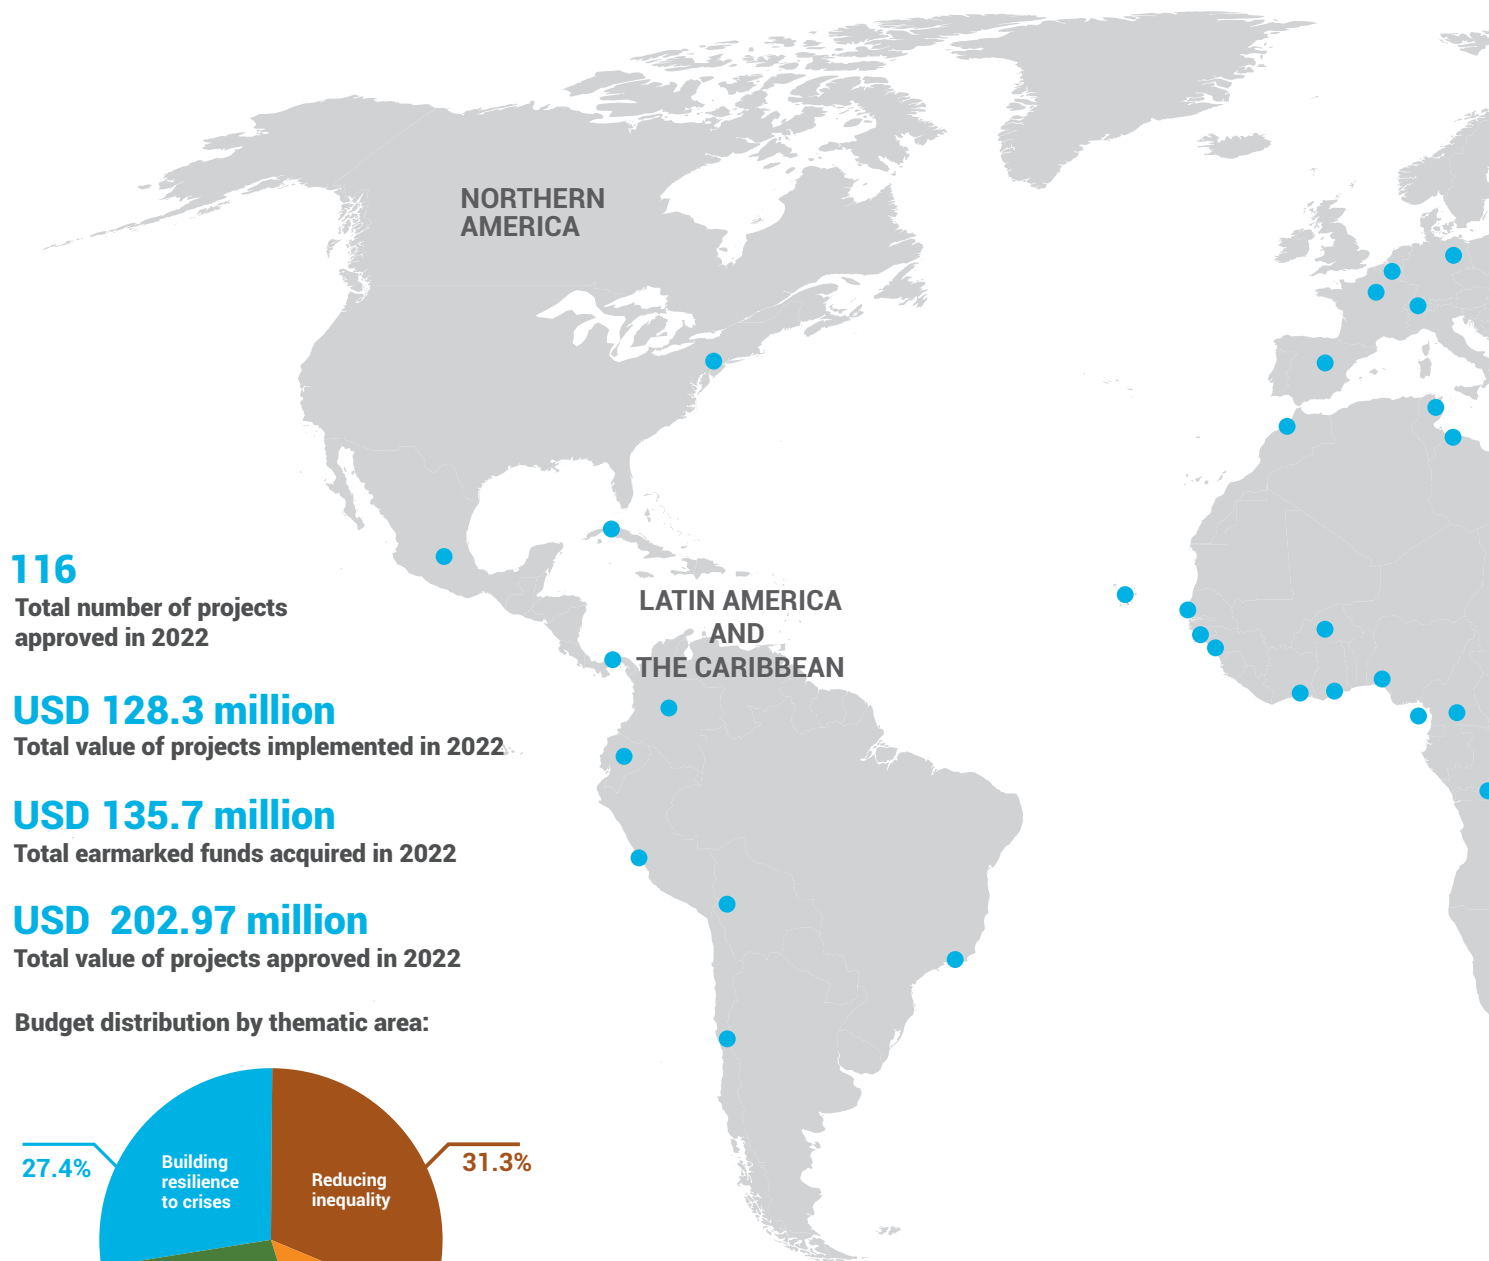 NORTHERN
AMERICA
LATIN AMERICA
AND
THE CARIBBEAN
116
Total number of projects
approved in 2022
USD 128.3 million
Total value of projects implemented in 2022
USD 135.7 million
Total earmarked funds acquired in 2022
USD 202.97 million
Total value of projects approved in 2022
Budget distribution by thematic area:
27.4%
Building
resilience
to crises
Reducing
inequality
31.3%